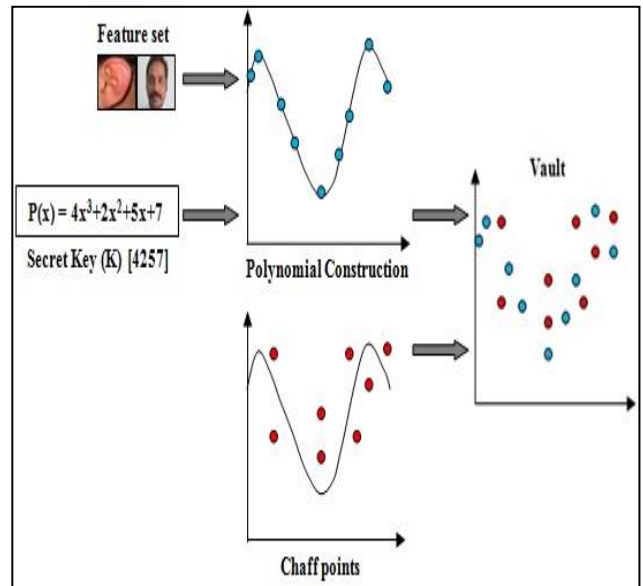 Feature set
P(x) = 4x³+2x²+5x+7
Secret Key (K) [4257]
Polynomial Construction
Vault
Chaff points